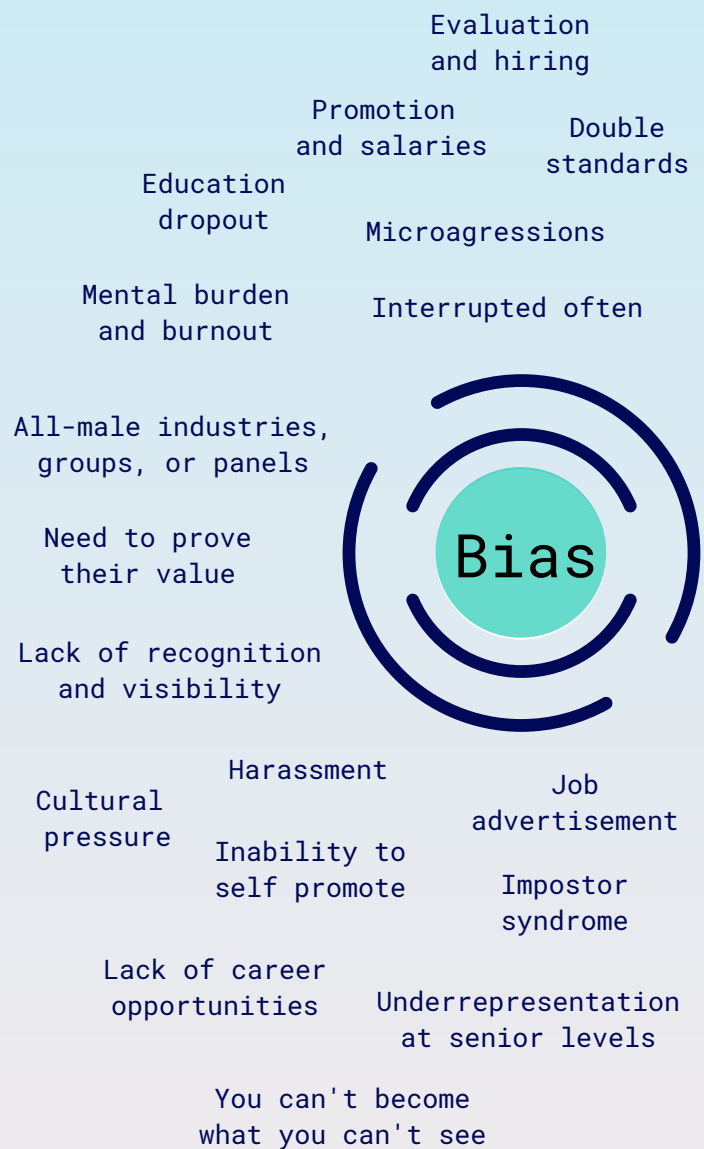 Evaluation
and hiring
Promotion
and salaries
Double
standards
Education
dropout
Microagressions
Mental burden
and burnout
Interrupted often
All-male industries,
groups, or panels
Bias
Need to prove
their value
Lack of recognition
and visibility
Harassment
Job
advertisement
Cultural
pressure
Inability to
self promote
Impostor
syndrome
Lack of career
opportunities
Underrepresentation
at senior levels
You can't become
what you can't see